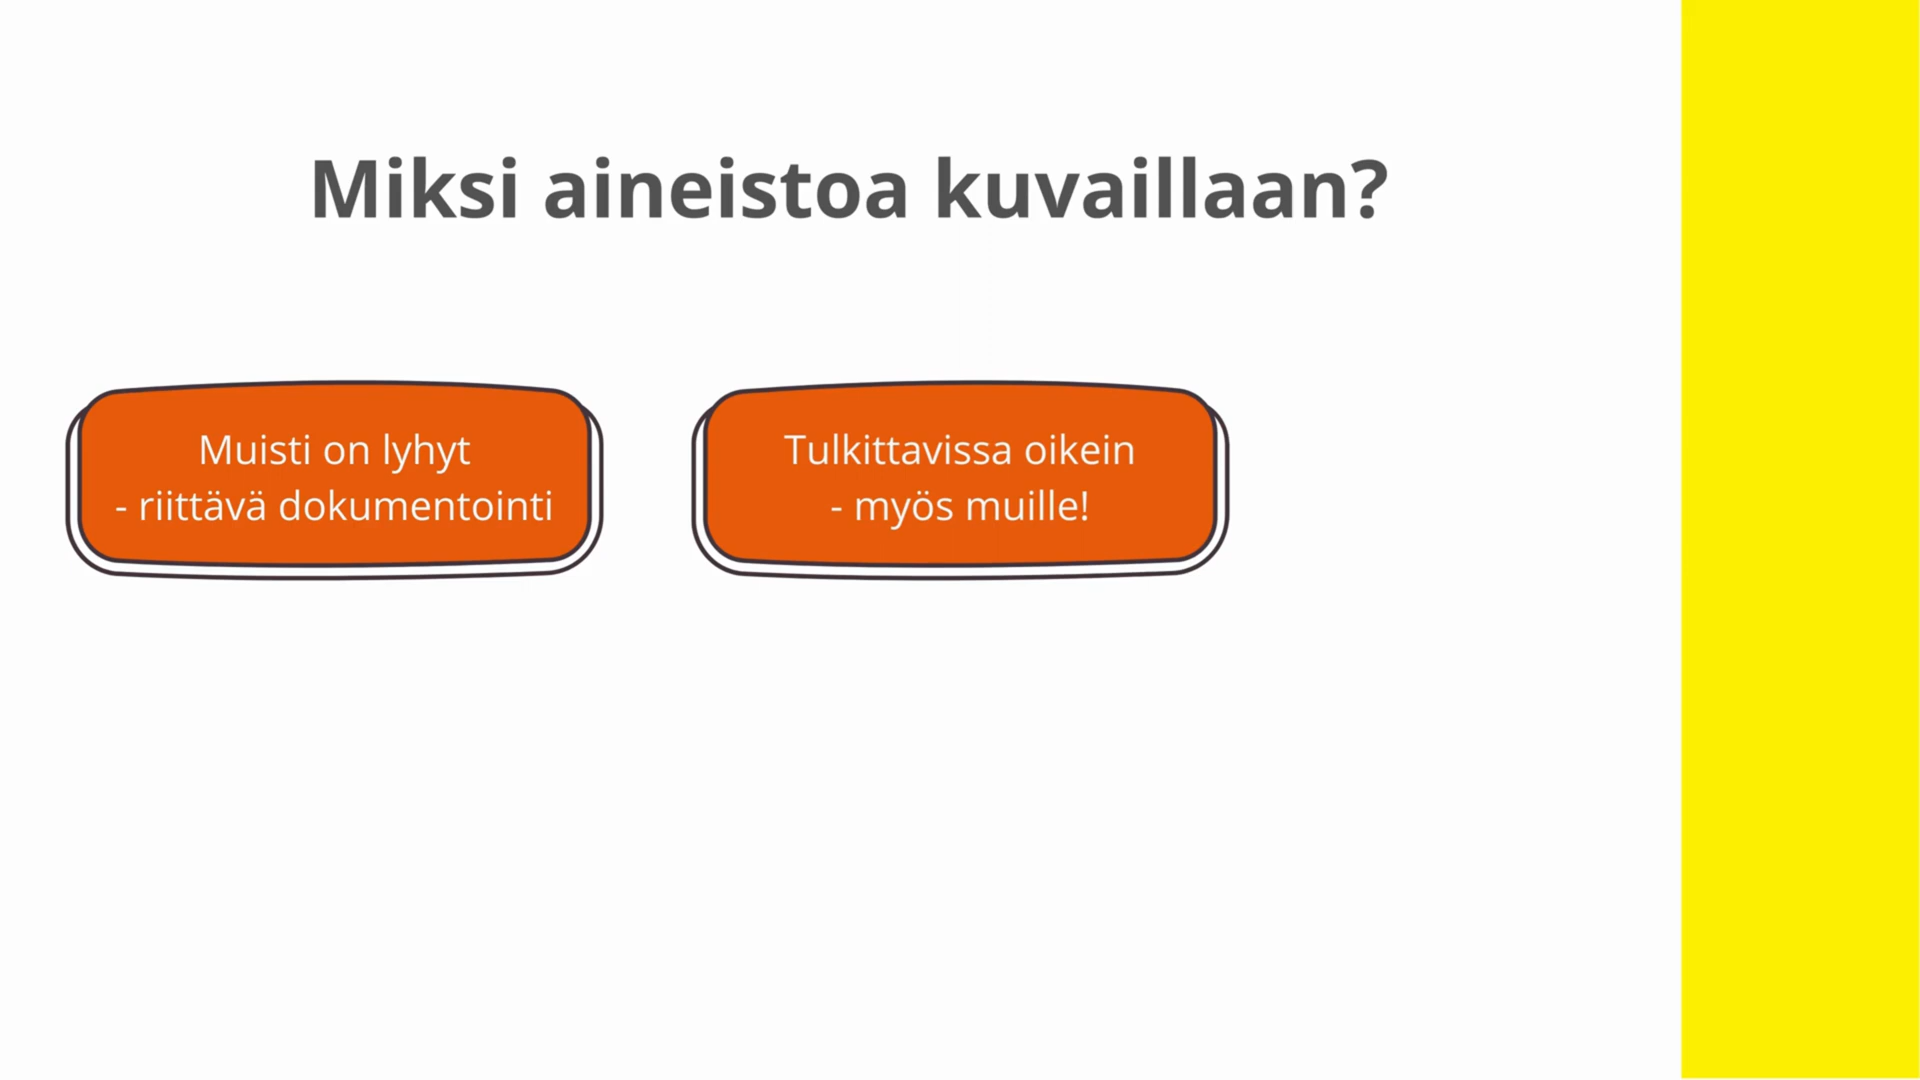 Miksi aineistoa kuvaillaan?
Muisti on lyhyt
- riittävä dokumentointi
Tulkittavissa oikein
- myös muille!